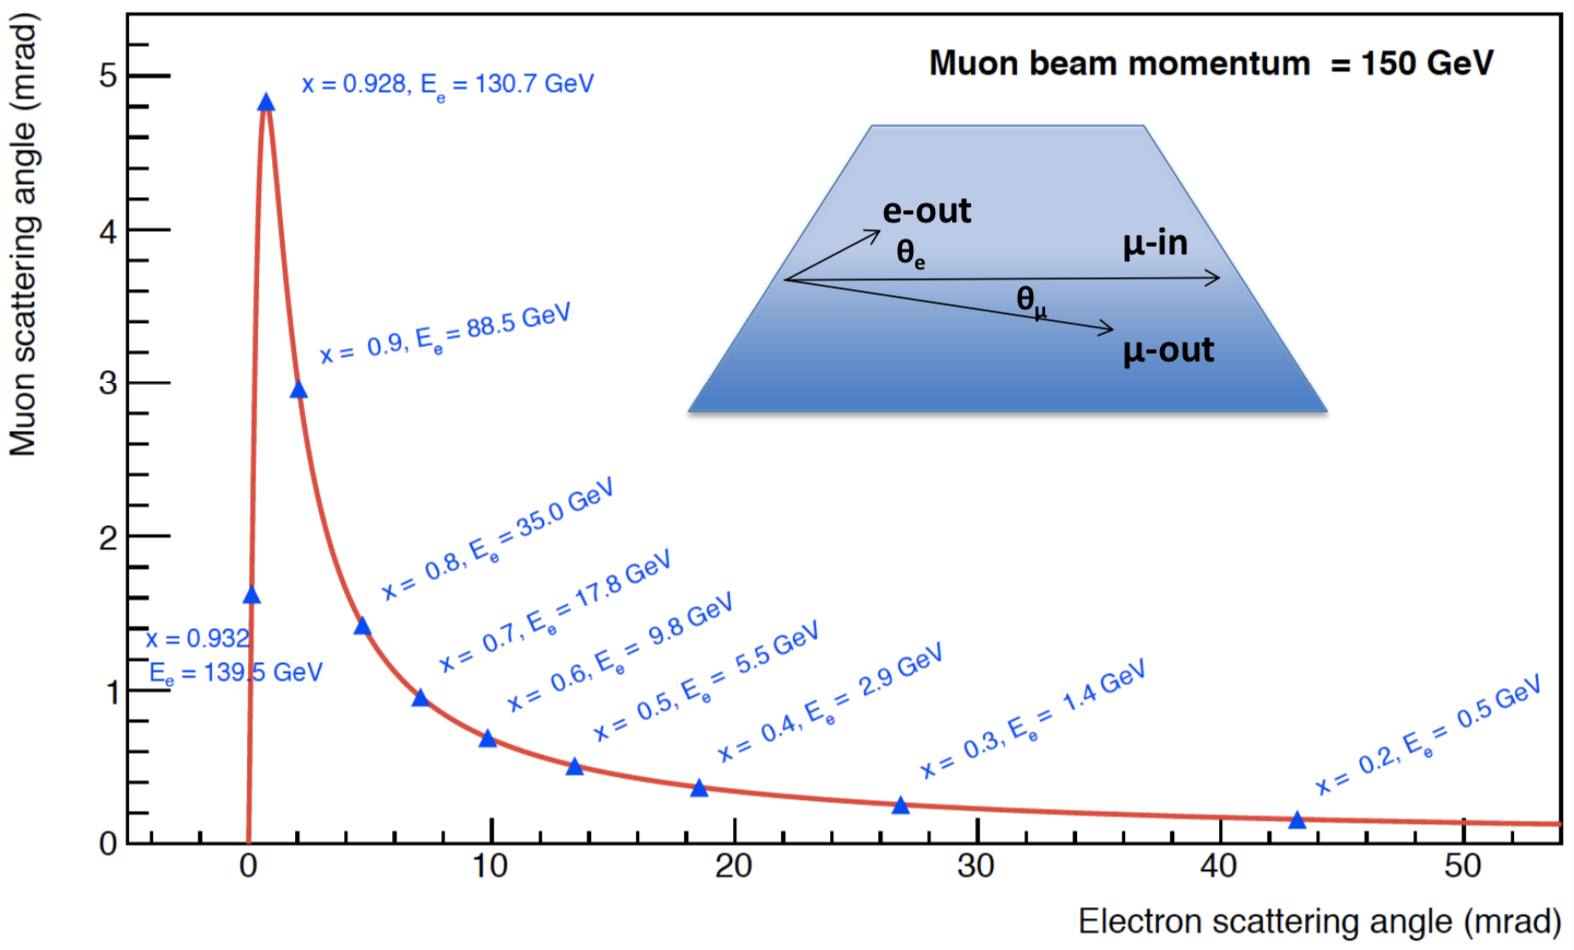 Muon scattering angle (mrad)
5
4
3
2
1
0
0
10
20
30
40
50
Electron scattering angle (mrad)
Muon beam momentum = 150 GeV
x = 0.928, Ee = 130.7 GeV
x = 0.9, Ee = 88.5 GeV
x = 0.8, Ee = 35.0 GeV
x = 0.7, Ee = 17.8 GeV
x = 0.6, Ee = 9.8 GeV
x = 0.5, Ee = 5.5 GeV
x = 0.4, Ee = 2.9 GeV
x = 0.3, Ee = 1.4 GeV
x = 0.2, Ee = 0.5 GeV
x = 0.932
Ee = 139.5 GeV
e-out
θe
μ-in
θμ
μ-out